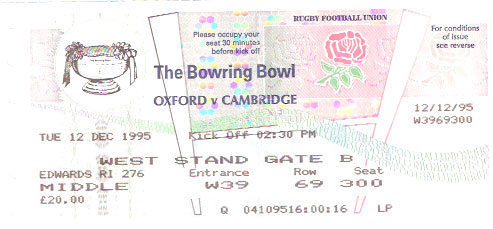 RUGBY FOOTBALL UNION
Please occupy your
seat 30 minutes
before kick off
For conditions
of issue
see reverse
The Bowring Bowl
OXFORD v CAMBRIDGE
12/12/95
W3969300
TUE 12 DEC 1995 Kick Off 02:30 PM
WEST STAND GATE B
EDWARDS RI 276 Entrance Row Seat
MIDDLE W39 69 300
£20.00
Q 04109516:00:16 LP